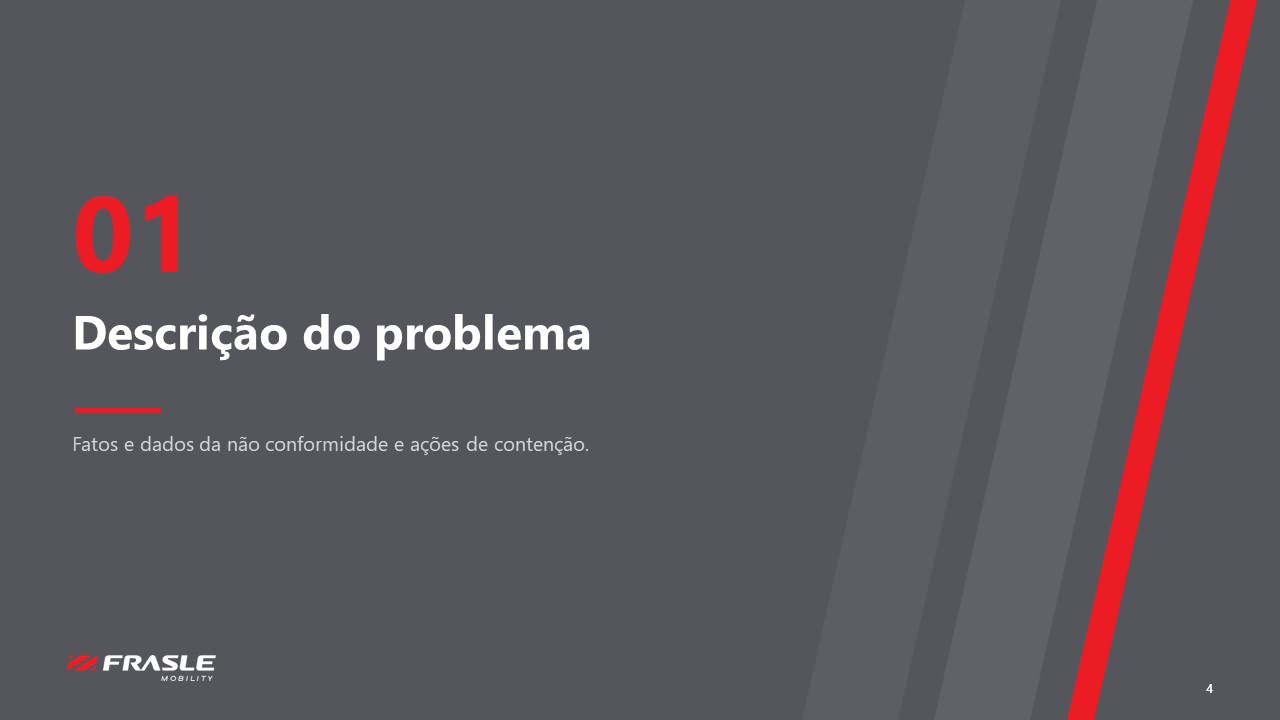 01
Descrição do problema
Fatos e dados da não conformidade e ações de contenção.
FRASLE
MOBILITY
4